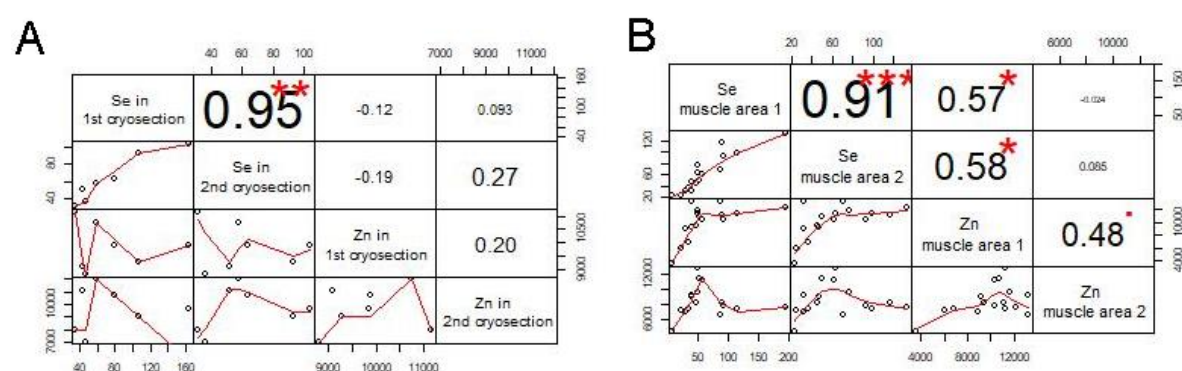 A
B
40 60 80 100
7000 9000 11000
20 60 100
6000 10000
Se in
1st cryosection
0.95**
-0.12
0.093
40 100 160
Se
muscle area 1
0.91***
0.57*
-0.024
50 150
40 80
Se in
2nd cryosection
-0.19
0.27
20 60 120
Se
muscle area 2
0.58*
0.085
Zn in
1st cryosection
0.20
9000 10500
Zn
muscle area 1
0.48.
4000 10000
7000 10000
Zn in
2nd cryosection
6000 12000
Zn
muscle area 2
40 80 120 160
9000 10000 11000
50 100 150 200
4000 8000 12000